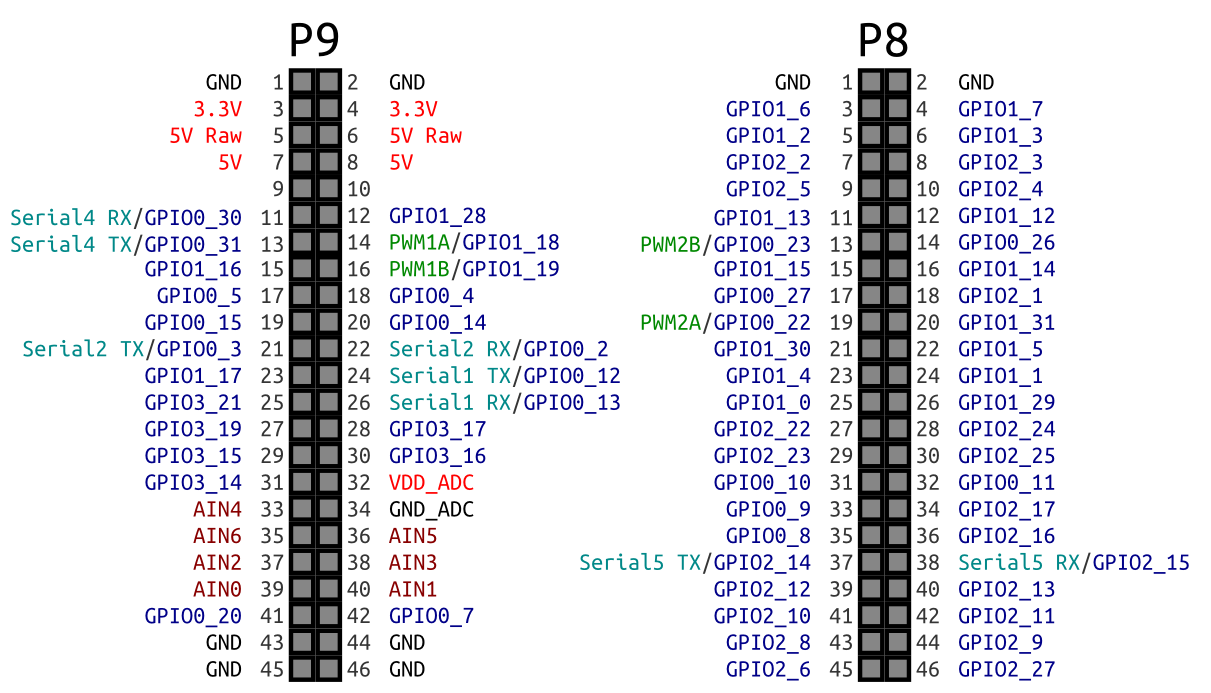 P9 P8
GND 1 2 GND GND 1 2 GND
3.3V 3 4 3.3V GPIO1_6 3 4 GPIO1_7
5V Raw 5 6 5V Raw GPIO1_2 5 6 GPIO1_3
5V 7 8 5V GPIO2_2 7 8 GPIO2_3
9 10 GPIO2_5 9 10 GPIO2_4
Serial4 RX/GPIO0_30 11 12 GPIO1_28 GPIO1_13 11 12 GPIO1_12
Serial4 TX/GPIO0_31 13 14 PWM1A/GPIO1_18 PWM2B/GPIO0_23 13 14 GPIO0_26
GPIO1_16 15 16 PWM1B/GPIO1_19 GPIO1_15 15 16 GPIO1_14
GPIO0_5 17 18 GPIO0_4 GPIO0_27 17 18 GPIO2_1
GPIO0_15 19 20 GPIO0_14 PWM2A/GPIO0_22 19 20 GPIO1_31
Serial2 TX/GPIO0_3 21 22 Serial2 RX/GPIO0_2 GPIO1_30 21 22 GPIO1_5
GPIO1_17 23 24 Serial1 TX/GPIO0_12 GPIO1_4 23 24 GPIO1_1
GPIO3_21 25 26 Serial1 RX/GPIO0_13 GPIO1_0 25 26 GPIO1_29
GPIO3_19 27 28 GPIO3_17 GPIO2_22 27 28 GPIO2_24
GPIO3_15 29 30 GPIO3_16 GPIO2_23 29 30 GPIO2_25
GPIO3_14 31 32 VDD_ADC GPIO0_10 31 32 GPIO0_11
AIN4 33 34 GND_ADC GPIO0_9 33 34 GPIO2_17
AIN6 35 36 AIN5 GPIO0_8 35 36 GPIO2_16
AIN2 37 38 AIN3 Serial5 TX/GPIO2_14 37 38 Serial5 RX/GPIO2_15
AIN0 39 40 AIN1 GPIO2_12 39 40 GPIO2_13
GPIO0_20 41 42 GPIO0_7 GPIO2_10 41 42 GPIO2_11
GND 43 44 GND GPIO2_8 43 44 GPIO2_9
GND 45 46 GND GPIO2_6 45 46 GPIO2_27